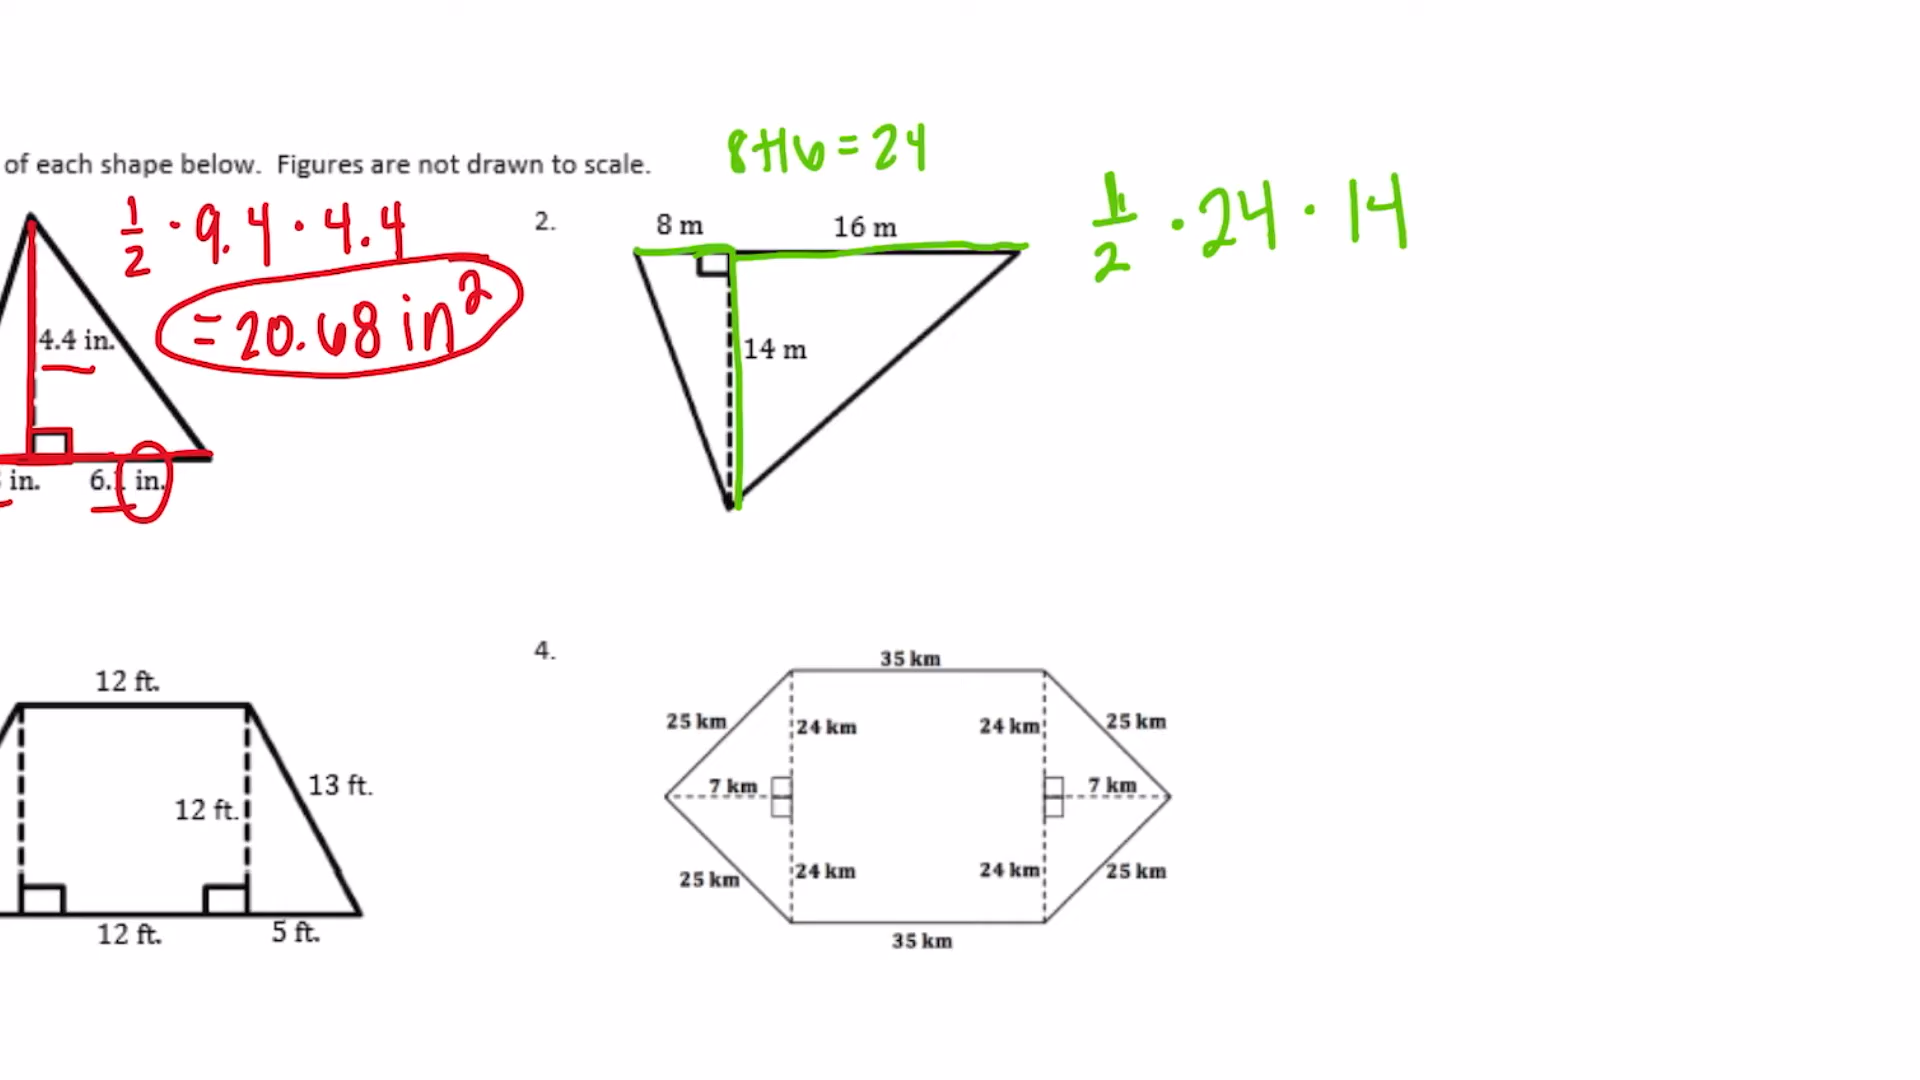 8+16=24
of each shape below. Figures are not drawn to scale.
1/2 · 9.4 · 4.4
= 20.68 in²
4.4 in.
in.
6.1 in.
2.
8 m
16 m
14 m
1/2 · 24 · 14
12 ft.
13 ft.
12 ft.
12 ft.
5 ft.
4.
35 km
25 km
24 km
24 km
25 km
7 km
7 km
25 km
24 km
24 km
25 km
35 km